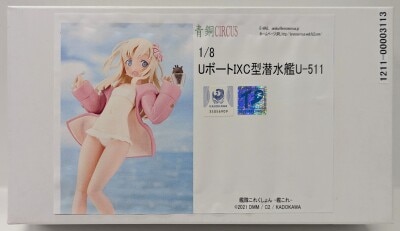 青銅CIRCUS
1/8
UボートIXC型潜水艦U-511
KADOKAWA
艦隊これくしょん -艦これ-
©2021 DMM / C2 / KADOKAWA
1211-00003113